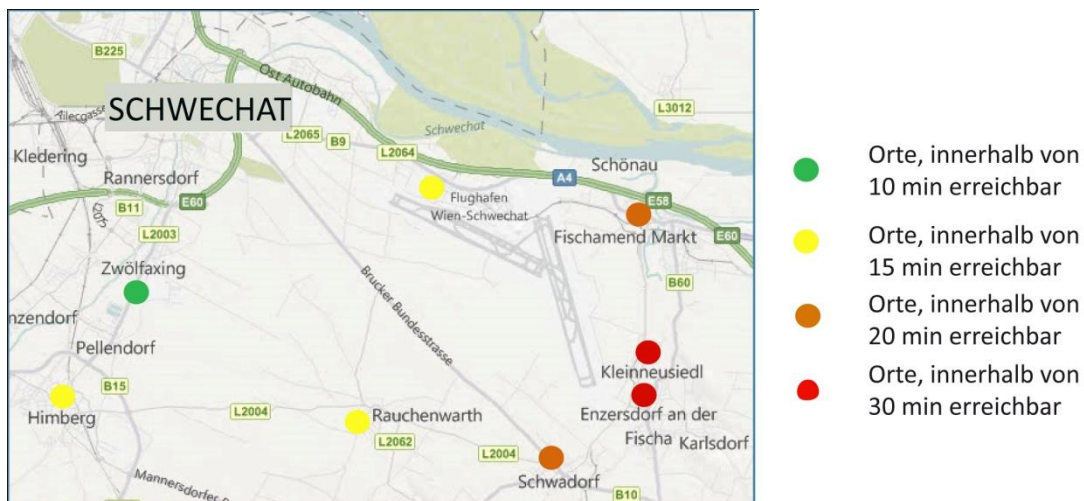 B225
Ost Autobahn
SCHWECHAT
Ailecgasse
L2065
B9
Schwechat
L3012
L2064
Kledering
Schönau
Rannersdorf
A4
Flughafen
Wien-Schwechat
E58
E60
B11
Fischamend Markt
E60
L2003
Zwölfaxing
B60
Brucker Bundesstrasse
nzendorf
Pellendorf
Kleinneusiedl
B15
Himberg
L2004
Rauchenwarth
Enzersdorf an der
Fischa
Karlsdorf
L2062
L2004
Mannersdorfer
Schwadorf
B10
Orte, innerhalb von
10 min erreichbar
Orte, innerhalb von
15 min erreichbar
Orte, innerhalb von
20 min erreichbar
Orte, innerhalb von
30 min erreichbar